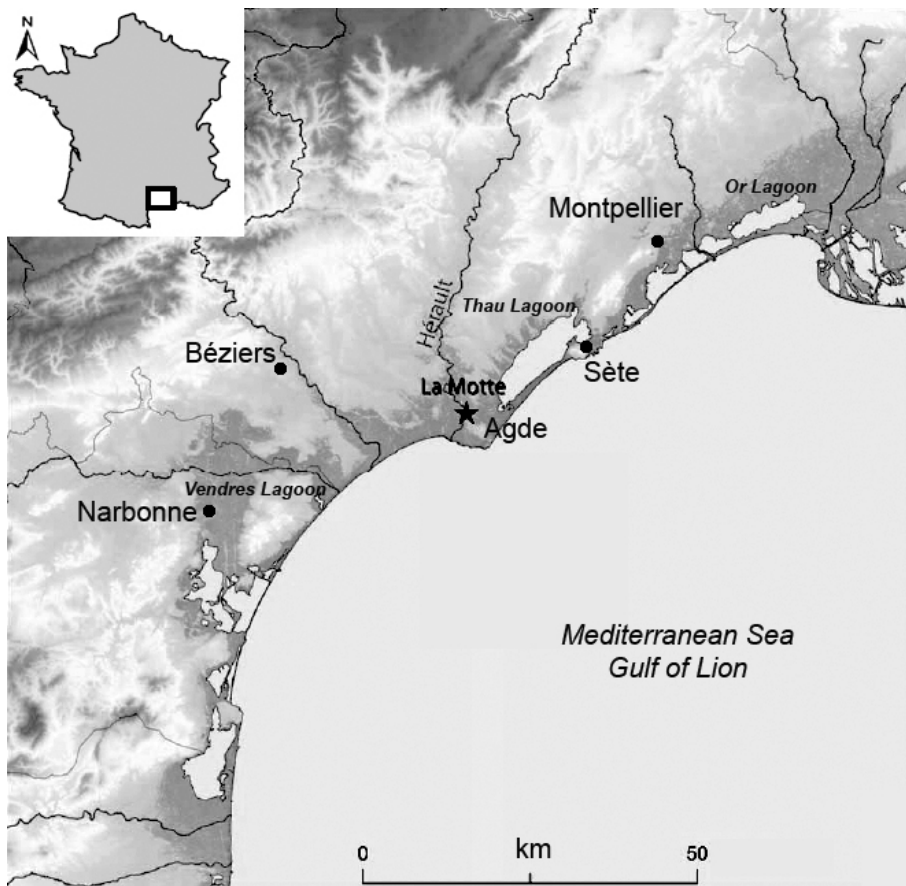 N
Or Lagoon
Montpellier
Thau Lagoon
Hérault
Béziers
Sète
La Motte
Agde
Vendres Lagoon
Narbonne
Mediterranean Sea
Gulf of Lion
0 km 50